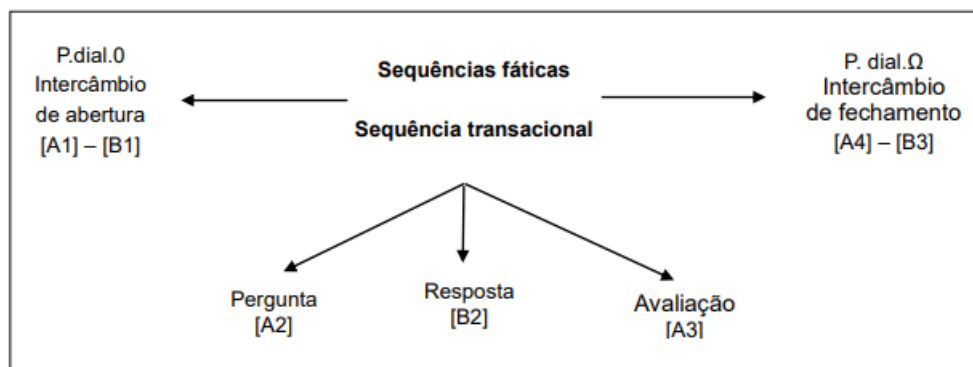 P.dial.0
Intercâmbio
de abertura
[A1] – [B1]
Sequências fáticas
Sequência transacional
P. dial.Ω
Intercâmbio
de fechamento
[A4] – [B3]
Pergunta
[A2]
Resposta
[B2]
Avaliação
[A3]